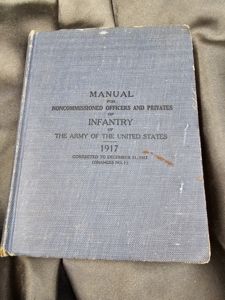 MANUAL
FOR
NONCOMMISSIONED OFFICERS AND PRIVATES
OF
INFANTRY
OF
THE ARMY OF THE UNITED STATES
1917
CORRECTED TO DECEMBER 31, 1917
(CHANGES NO. 1)